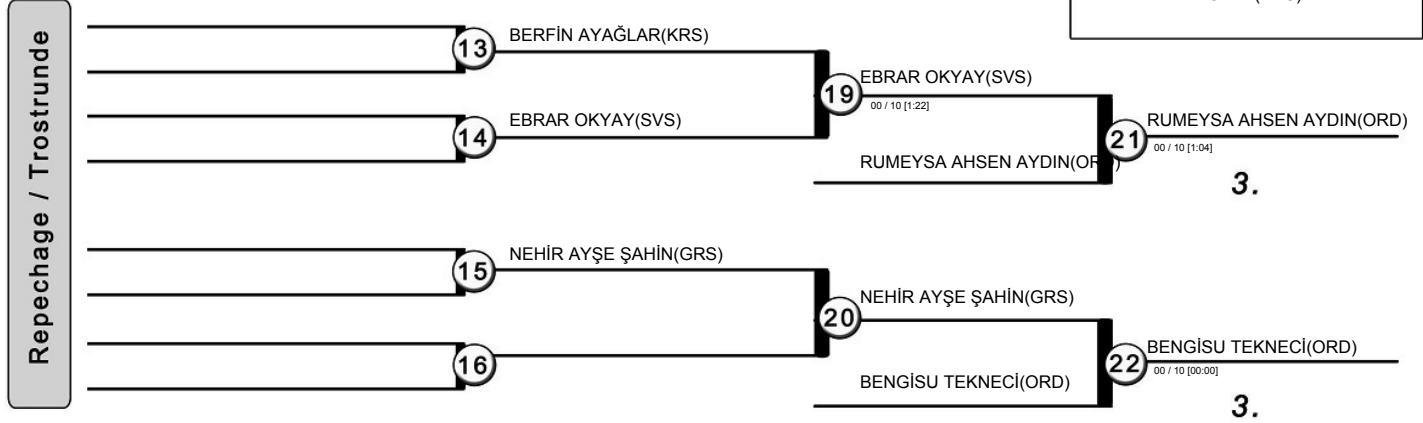 Repechage / Trostrunde
13
BERFİN AYAĞLAR(KRS)
14
EBRAR OKYAY(SVS)
19
EBRAR OKYAY(SVS)
00 / 10 [1:22]
RUMEYSA AHSEN AYDIN(OR
21
RUMEYSA AHSEN AYDIN(ORD)
00 / 10 [1:04]
3.
15
NEHİR AYŞE ŞAHİN(GRS)
16
20
NEHİR AYŞE ŞAHİN(GRS)
BENGİSU TEKNECİ(ORD)
22
BENGİSU TEKNECİ(ORD)
00 / 10 [00:00]
3.